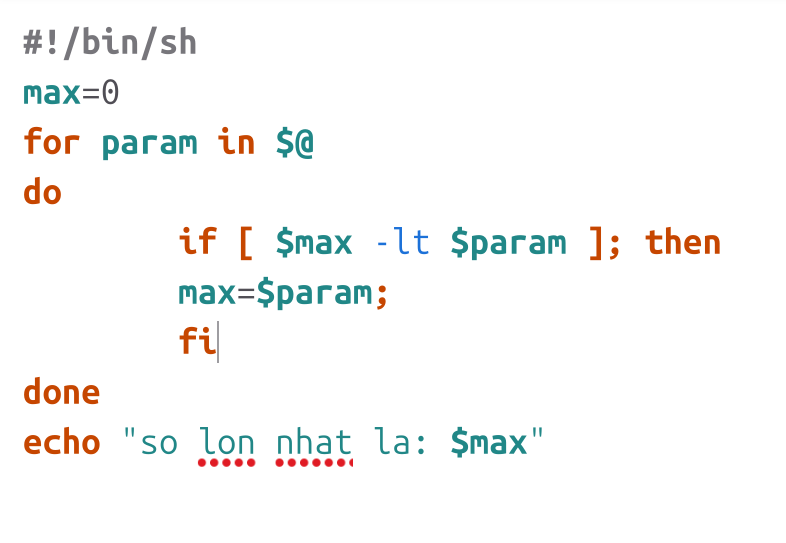 #!/bin/sh
max=0
for param in $@
do
        if [ $max -lt $param ]; then
        max=$param;
        fi
done
echo "so lon nhat la: $max"